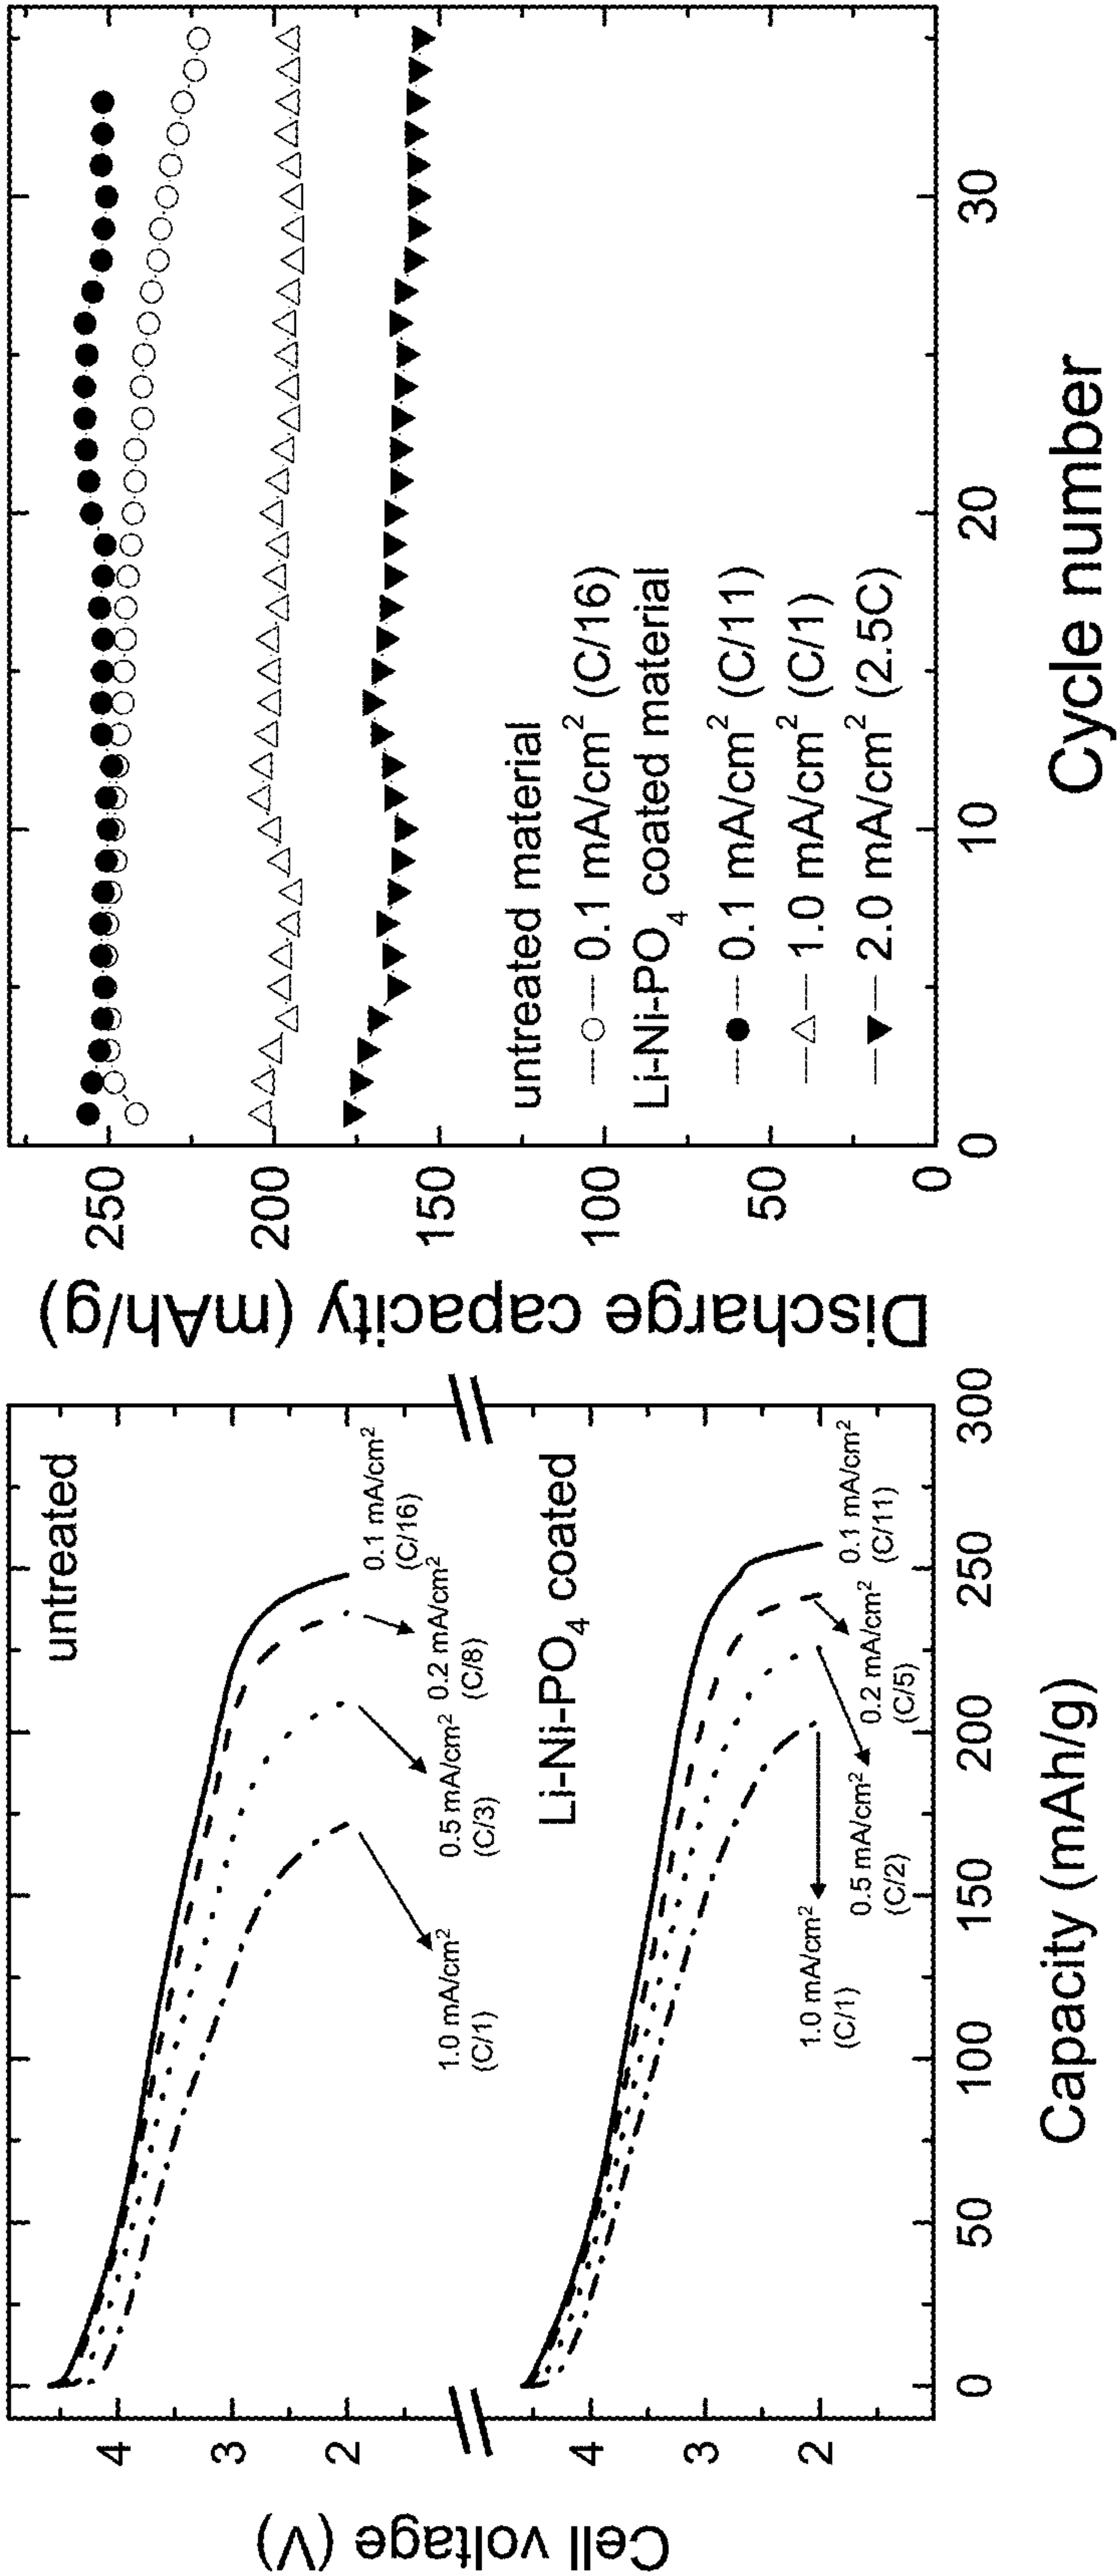 Cell voltage (V)
4
3
2
4
3
2
untreated
0.1 mA/cm²
(C/16)
0.2 mA/cm²
(C/8)
0.5 mA/cm²
(C/3)
1.0 mA/cm²
(C/1)
Li-Ni-PO₄ coated
0.1 mA/cm²
(C/11)
0.2 mA/cm²
(C/5)
0.5 mA/cm²
(C/2)
1.0 mA/cm²
(C/1)
0 50 100 150 200 250 300
Capacity (mAh/g)
Discharge capacity (mAh/g)
250
200
150
100
50
0
untreated material
0.1 mA/cm² (C/16)
Li-Ni-PO₄ coated material
0.1 mA/cm² (C/11)
1.0 mA/cm² (C/1)
2.0 mA/cm² (2.5C)
0 10 20 30
Cycle number